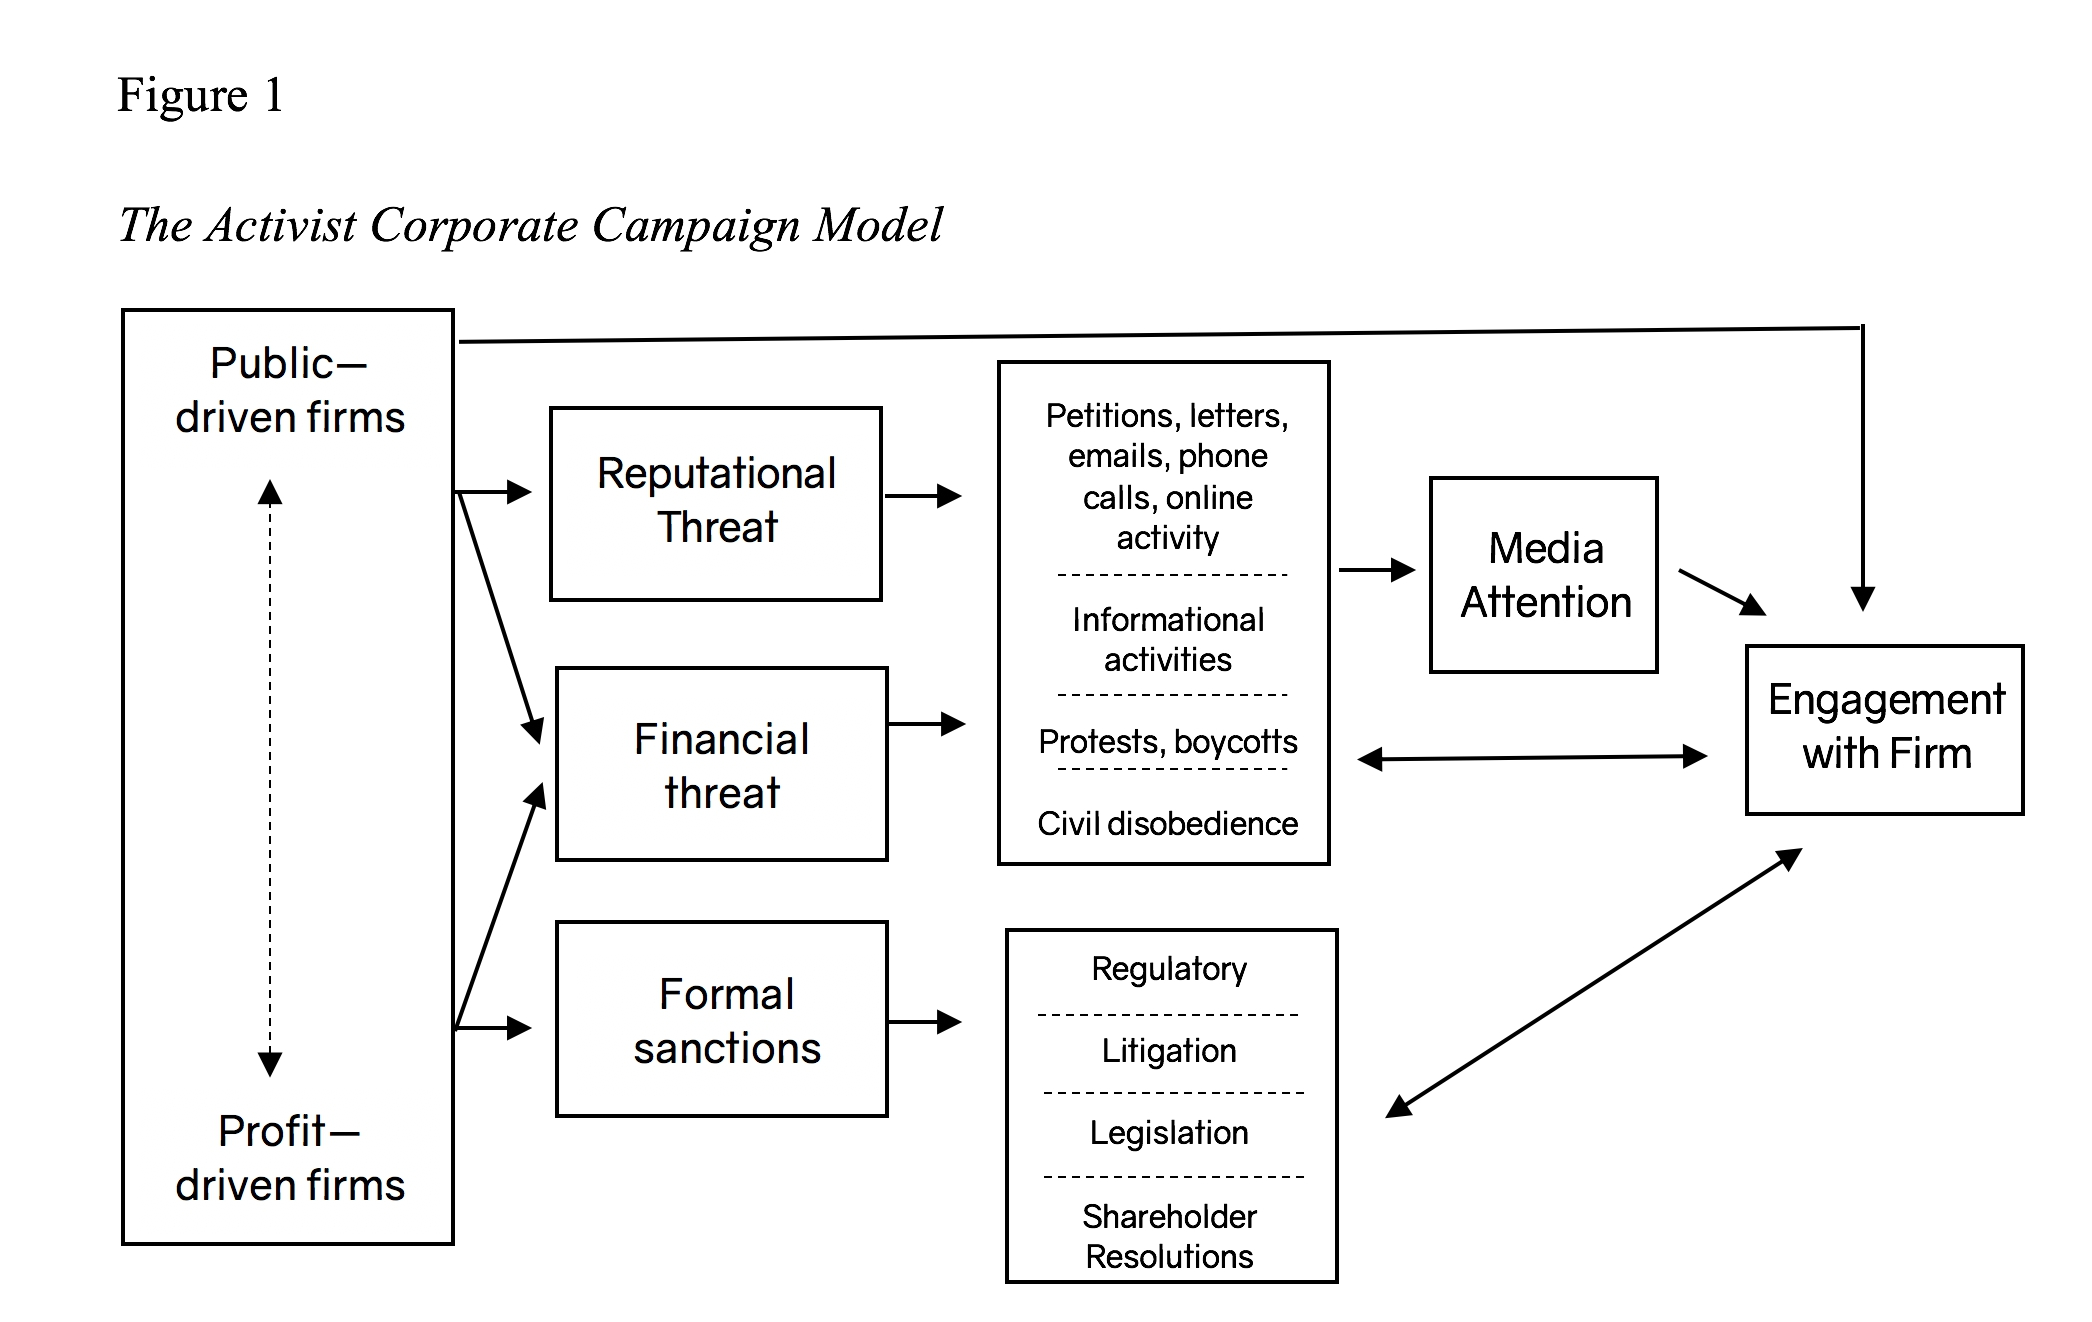 Figure 1
The Activist Corporate Campaign Model
Public–
driven firms
Profit–
driven firms
Reputational
Threat
Financial
threat
Formal
sanctions
Petitions, letters,
emails, phone
calls, online
activity
Informational
activities
Protests, boycotts
Civil disobedience
Regulatory
Litigation
Legislation
Shareholder
Resolutions
Media
Attention
Engagement
with Firm